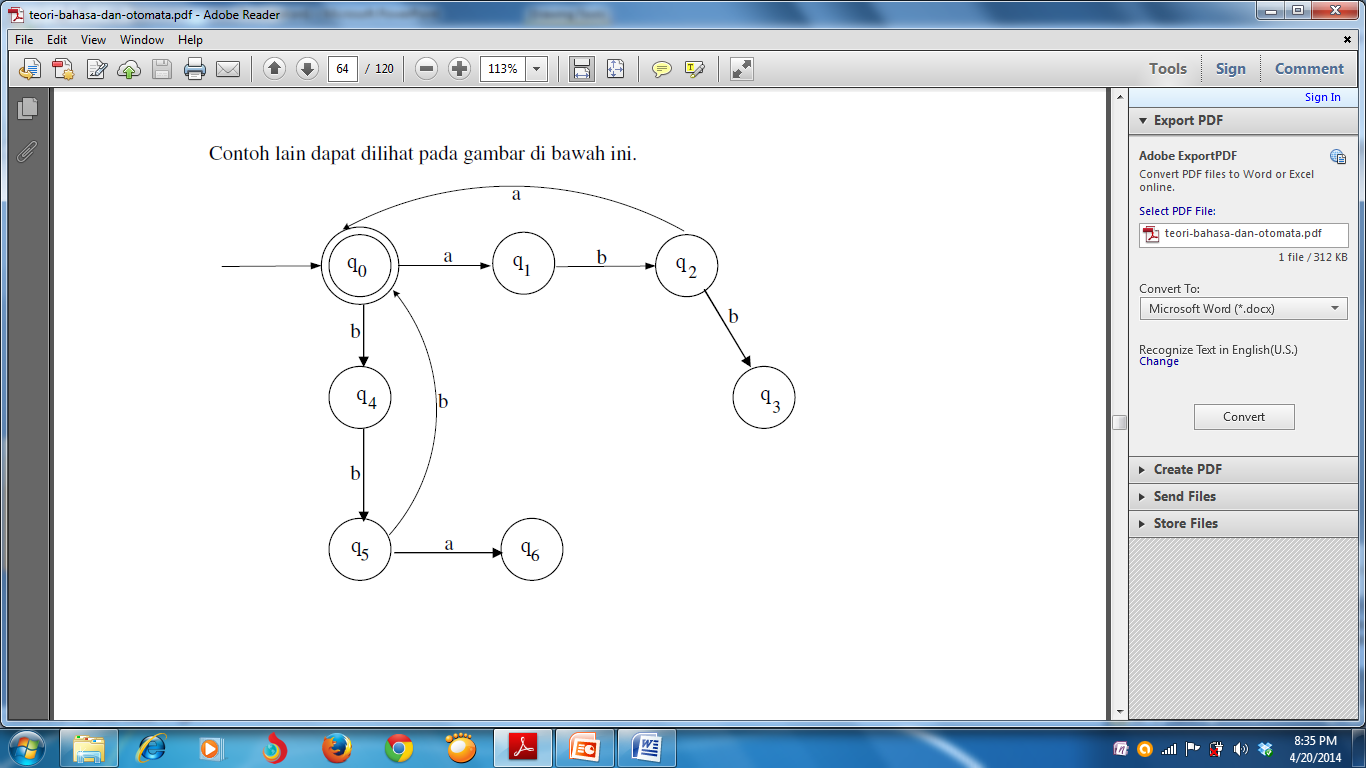 teori-bahasa-dan-otomata.pdf - Adobe Reader
File Edit View Window Help
64 / 120
113%
Tools Sign Comment
Sign In
Contoh lain dapat dilihat pada gambar di bawah ini.
a
q0 a q1 b q2
b b
q4 b q3
b
q5 a q6
Export PDF
Adobe ExportPDF
Convert PDF files to Word or Excel
online.
Select PDF File:
teori-bahasa-dan-otomata.pdf
1 file / 312 KB
Convert To:
Microsoft Word (*.docx)
Recognize Text in English(U.S.)
Change
Convert
Create PDF
Send Files
Store Files
8:35 PM
4/20/2014